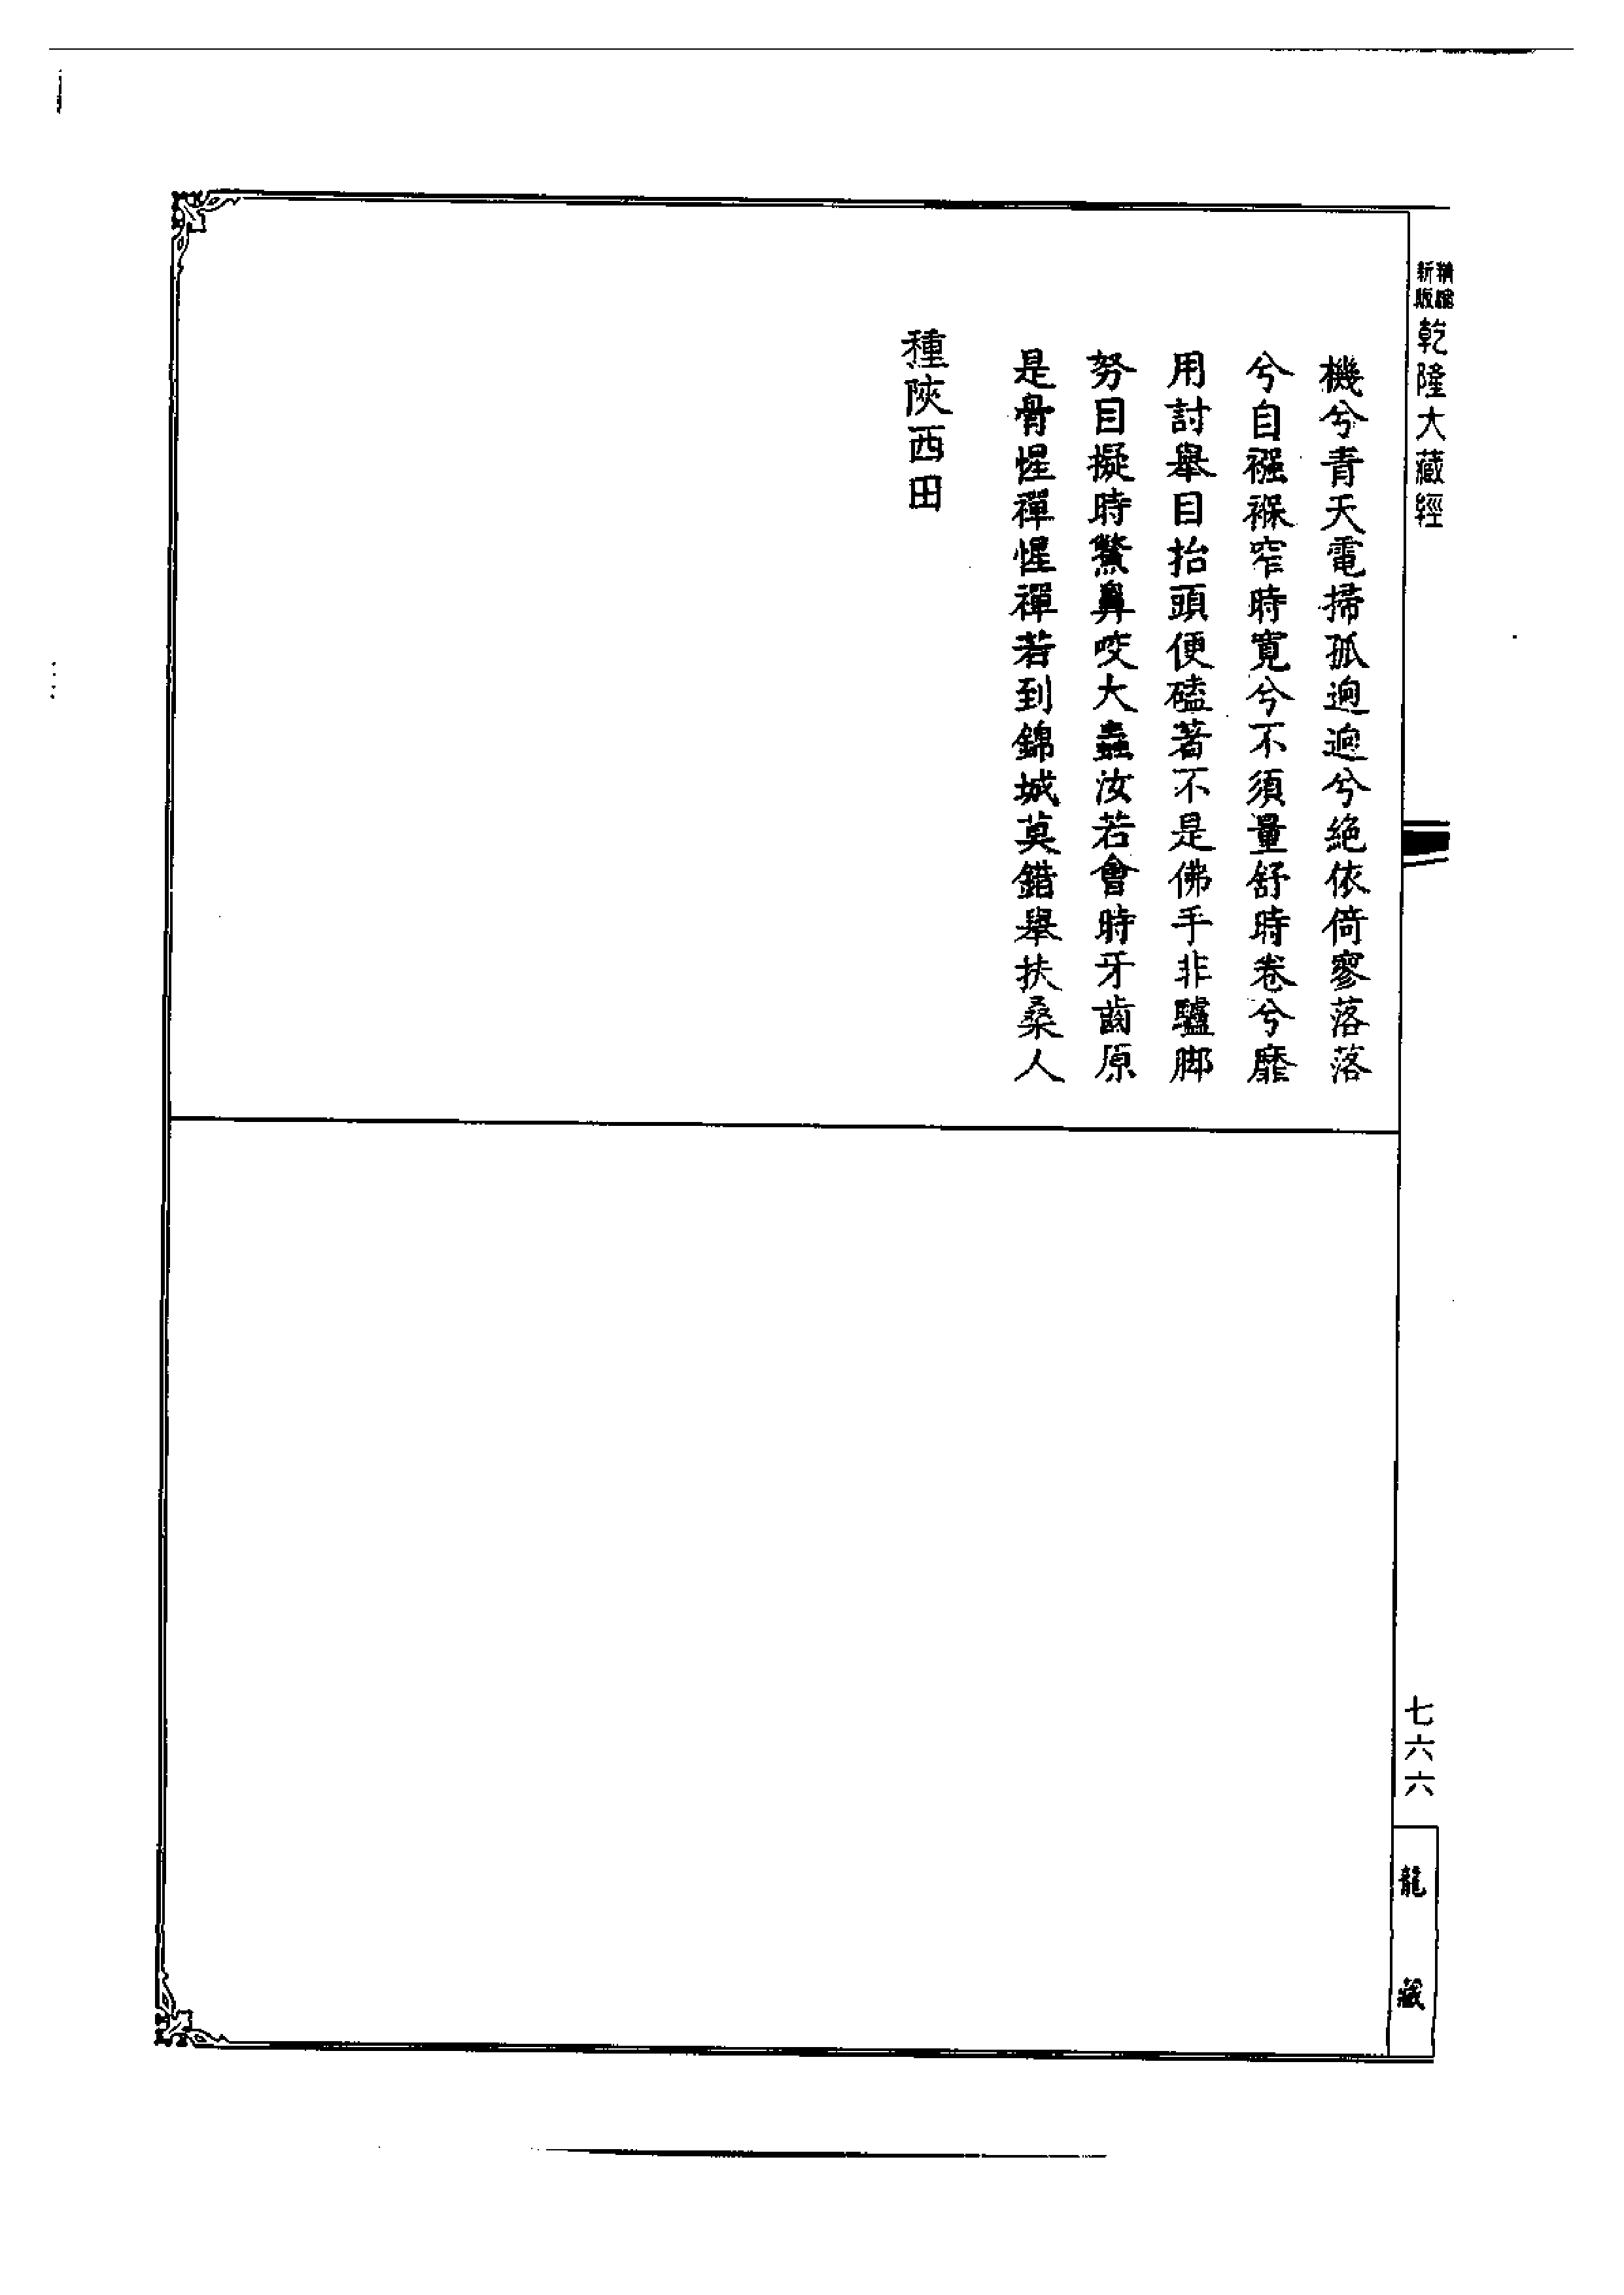 精縮
新版
乾隆大藏經
機兮青天電掃孤逈逈兮絕依倚寥落落
兮自襁褓窄時寬兮不須量舒時卷兮靡
用討舉目抬頭便磕著不是佛手非驢腳
努目擬時鱉鼻咬大蟲汝若會時牙齒原
是骨惺禪惺禪若到錦城莫錯舉扶桑人
種陝西田
七六六
龍藏